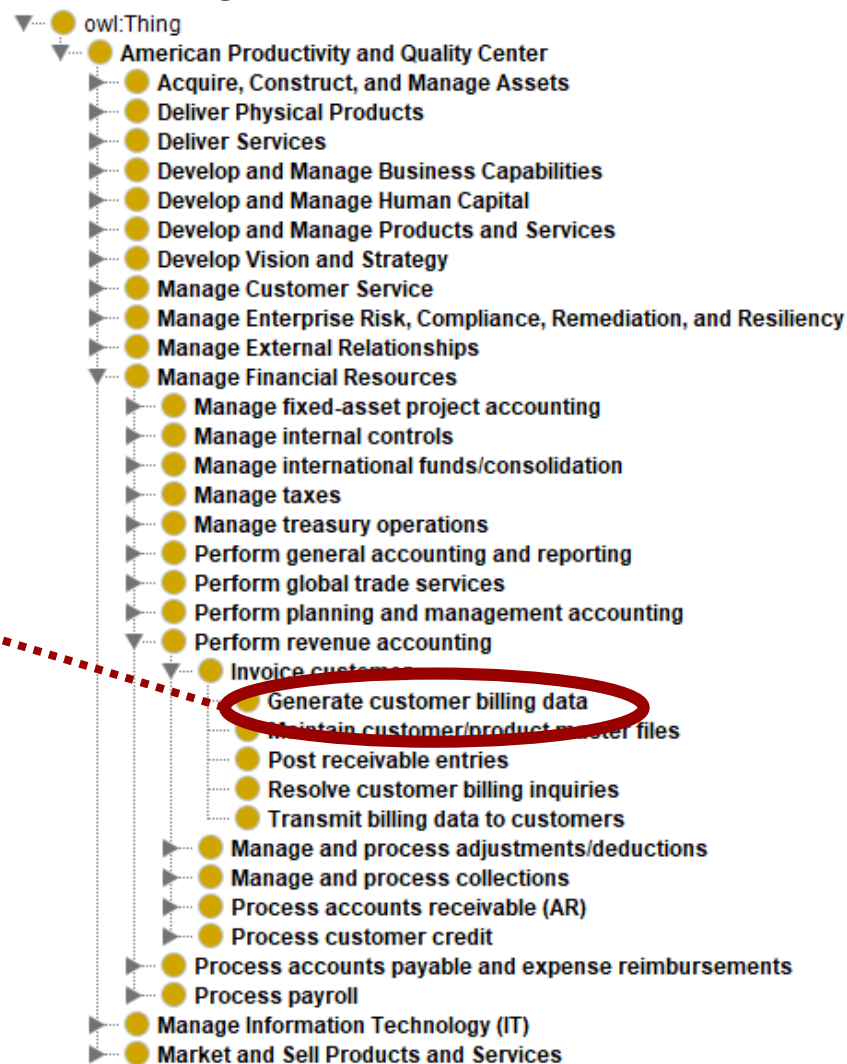 owl:Thing
American Productivity and Quality Center
Acquire, Construct, and Manage Assets
Deliver Physical Products
Deliver Services
Develop and Manage Business Capabilities
Develop and Manage Human Capital
Develop and Manage Products and Services
Develop Vision and Strategy
Manage Customer Service
Manage Enterprise Risk, Compliance, Remediation, and Resiliency
Manage External Relationships
Manage Financial Resources
Manage fixed-asset project accounting
Manage internal controls
Manage international funds/consolidation
Manage taxes
Manage treasury operations
Perform general accounting and reporting
Perform global trade services
Perform planning and management accounting
Perform revenue accounting
Invoice customer
Generate customer billing data
Maintain customer/product master files
Post receivable entries
Resolve customer billing inquiries
Transmit billing data to customers
Manage and process adjustments/deductions
Manage and process collections
Process accounts receivable (AR)
Process customer credit
Process accounts payable and expense reimbursements
Process payroll
Manage Information Technology (IT)
Market and Sell Products and Services